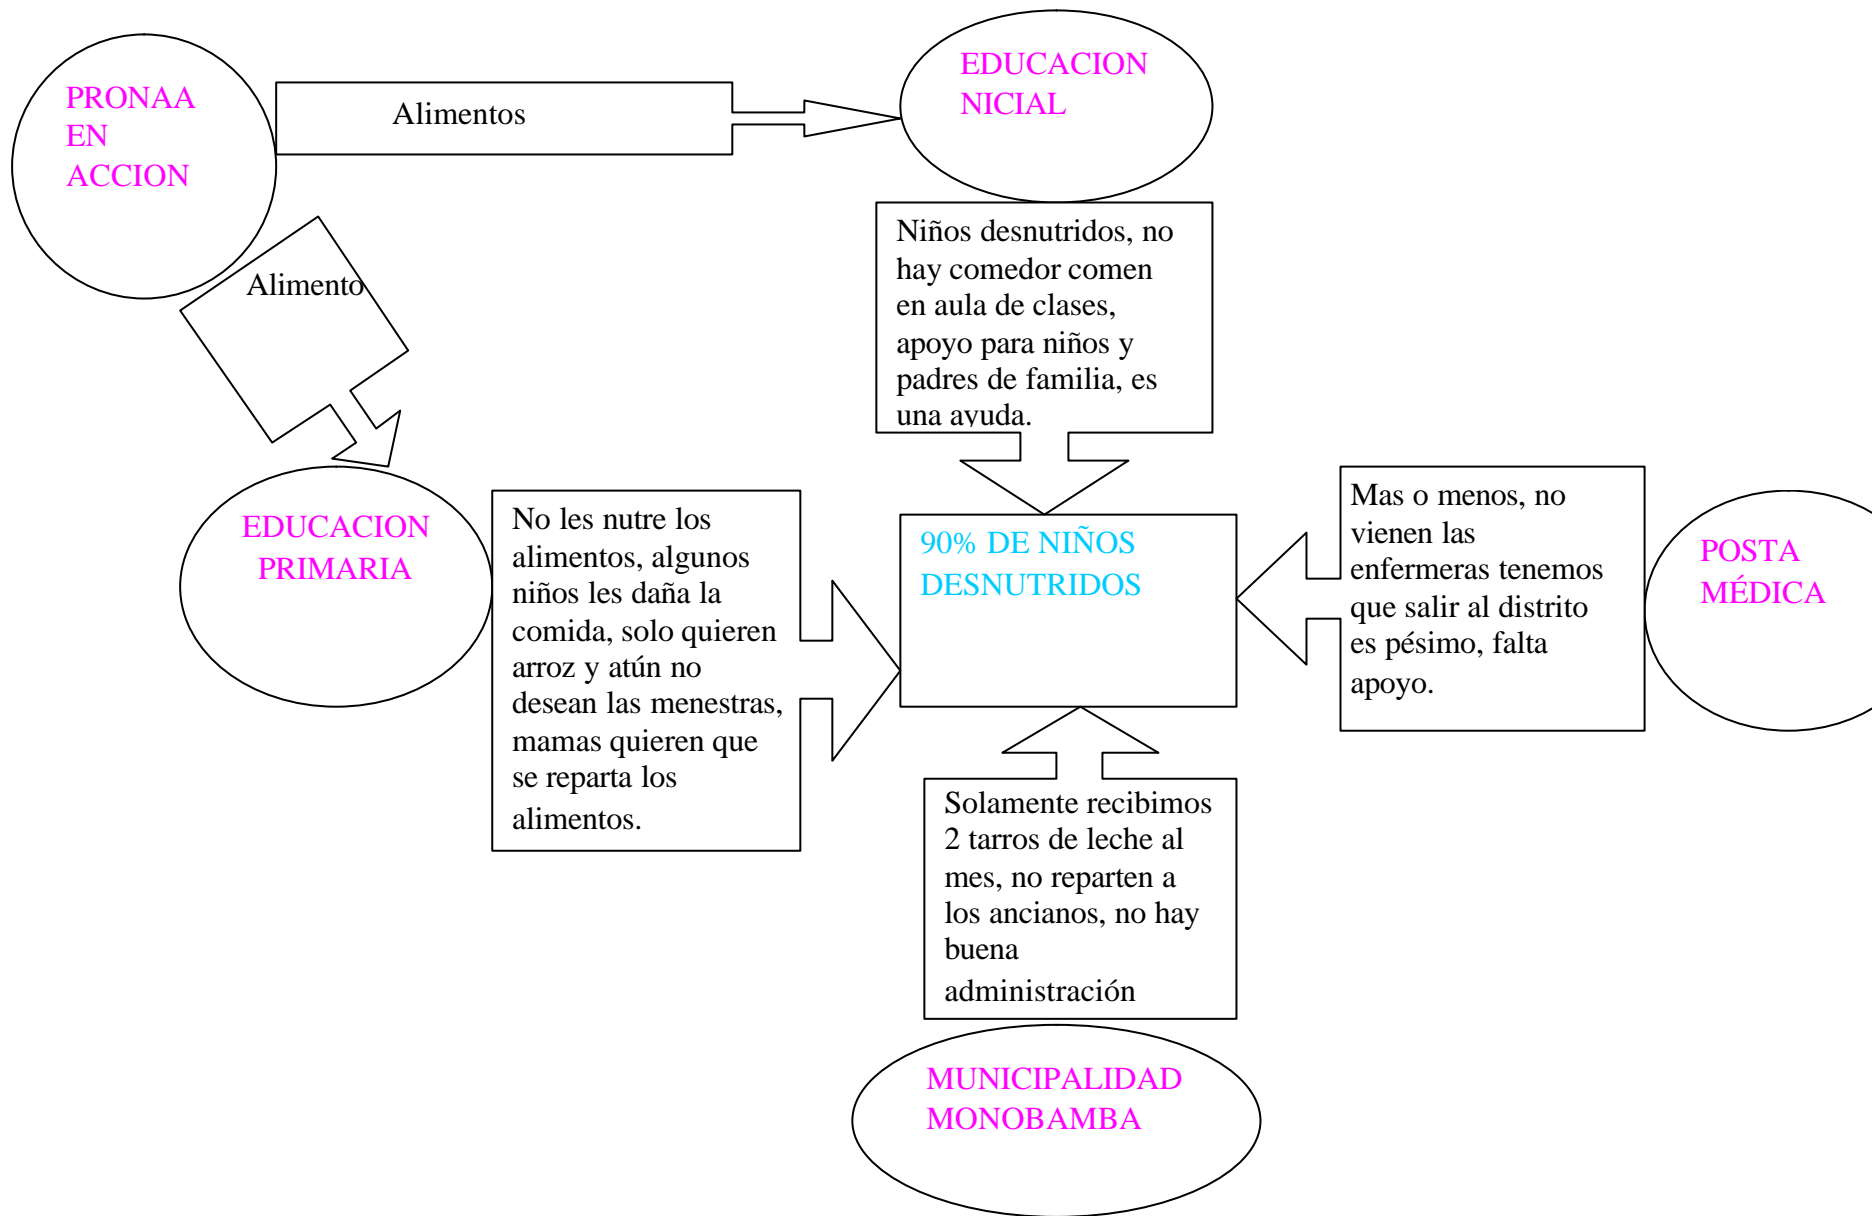 PRONAA
EN
ACCION
Alimentos
EDUCACION
NICIAL
Alimento
Niños desnutridos, no
hay comedor comen
en aula de clases,
apoyo para niños y
padres de familia, es
una ayuda.
EDUCACION
PRIMARIA
No les nutre los
alimentos, algunos
niños les daña la
comida, solo quieren
arroz y atún no
desean las menestras,
mamas quieren que
se reparta los
alimentos.
90% DE NIÑOS
DESNUTRIDOS
Mas o menos, no
vienen las
enfermeras tenemos
que salir al distrito
es pésimo, falta
apoyo.
POSTA
MÉDICA
Solamente recibimos
2 tarros de leche al
mes, no reparten a
los ancianos, no hay
buena
administración
MUNICIPALIDAD
MONOBAMBA